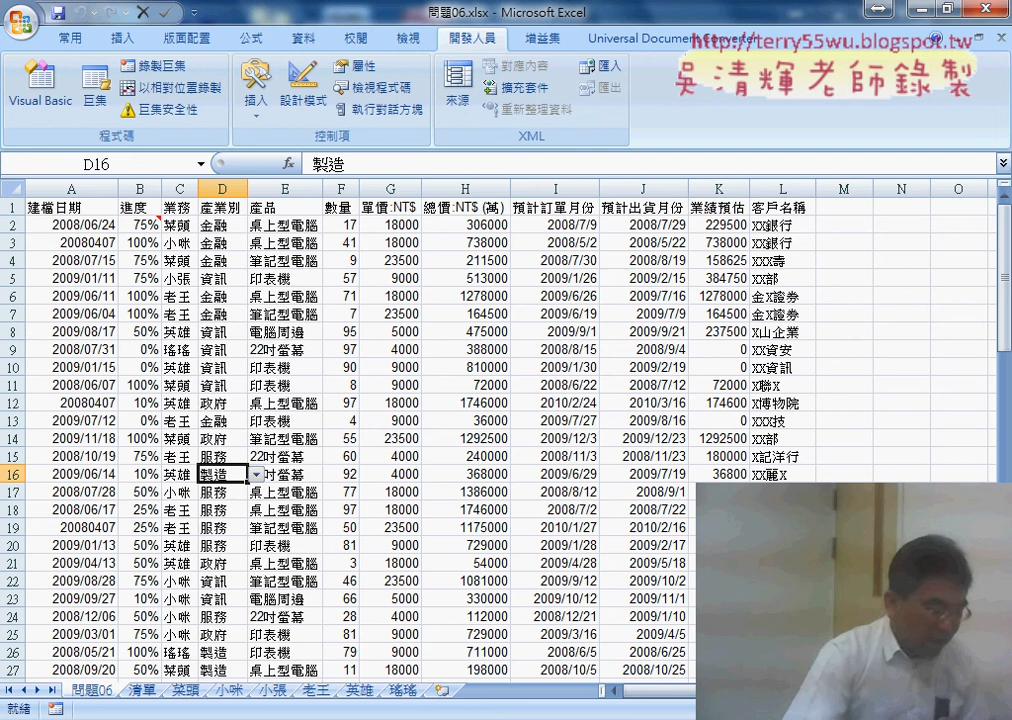 問題06.xlsx - Microsoft Excel
常用 插入 版面配置 公式 資料 校閱 檢視 開發人員 增益集 Universal Document Converter
http://terry55wu.blogspot.tw
吳清輝老師錄製
Visual Basic 巨集 錄製巨集 以相對位置錄製 巨集安全性 程式碼
插入 設計模式 屬性 檢視程式碼 執行對話方塊 控制項
來源 對應內容 擴充套件 重新整理資料 匯入 匯出 XML
D16 fx 製造
A B C D E F G H I J K L M N O
1 建檔日期 進度 業務 產業別 產品 數量 單價:NT$ 總價:NT$ (萬) 預計訂單月份 預計出貨月份 業績預估 客戶名稱
2 2008/06/24 75% 菜頭 金融 桌上型電腦 17 18000 306000 2008/7/9 2008/7/29 229500 XX銀行
3 20080407 100% 小咪 金融 桌上型電腦 41 18000 738000 2008/5/2 2008/5/22 738000 XX銀行
4 2008/07/15 75% 菜頭 金融 筆記型電腦 9 23500 211500 2008/7/30 2008/8/19 158625 XXX壽
5 2009/01/11 75% 小張 資訊 印表機 57 9000 513000 2009/1/26 2009/2/15 384750 XX部
6 2009/06/11 100% 老王 金融 桌上型電腦 71 18000 1278000 2009/6/26 2009/7/16 1278000 金X證券
7 2009/06/04 100% 老王 金融 筆記型電腦 7 23500 164500 2009/6/19 2009/7/9 164500 金X證券
8 2009/08/17 50% 英雄 資訊 電腦周邊 95 5000 475000 2009/9/1 2009/9/21 237500 X山企業
9 2008/07/31 0% 瑤瑤 資訊 22吋螢幕 97 4000 388000 2008/8/15 2008/9/4 0 XX資安
10 2009/01/15 0% 英雄 資訊 印表機 90 9000 810000 2009/1/30 2009/2/19 0 XX資訊
11 2008/06/07 100% 菜頭 資訊 印表機 8 9000 72000 2008/6/22 2008/7/12 72000 X聯X
12 20080407 10% 英雄 政府 桌上型電腦 97 18000 1746000 2010/2/24 2010/3/16 174600 X博物院
13 2009/07/12 0% 老王 金融 印表機 4 9000 36000 2009/7/27 2009/8/16 0 XXX技
14 2009/11/18 100% 菜頭 政府 筆記型電腦 55 23500 1292500 2009/12/3 2009/12/23 1292500 XX部
15 2008/10/19 75% 老王 服務 22吋螢幕 60 4000 240000 2008/11/3 2008/11/23 180000 X記洋行
16 2009/06/14 10% 英雄 製造 吋螢幕 92 4000 368000 2009/6/29 2009/7/19 36800 XX麗X
17 2008/07/28 50% 小咪 服務 桌上型電腦 77 18000 1386000 2008/8/12 2008/9/1
18 2008/06/17 25% 老王 服務 桌上型電腦 97 18000 1746000 2008/7/2 2008/7/22
19 20080407 25% 老王 服務 筆記型電腦 50 23500 1175000 2010/1/27 2010/2/16
20 2009/01/13 50% 英雄 服務 印表機 81 9000 729000 2009/1/28 2009/2/17
21 2009/04/13 50% 英雄 服務 桌上型電腦 3 18000 54000 2009/4/28 2009/5/18
22 2009/08/28 75% 小咪 資訊 筆記型電腦 46 23500 1081000 2009/9/12 2009/10/2
23 2009/09/27 10% 小咪 資訊 電腦周邊 66 5000 330000 2009/10/12 2009/11/1
24 2008/12/06 50% 小咪 服務 22吋螢幕 28 4000 112000 2008/12/21 2009/1/10
25 2009/03/01 75% 小咪 政府 印表機 81 9000 729000 2009/3/16 2009/4/5
26 2008/05/21 100% 瑤瑤 製造 印表機 79 9000 711000 2008/6/5 2008/6/25
27 2008/09/20 50% 菜頭 製造 桌上型電腦 11 18000 198000 2008/10/5 2008/10/25
問題06 清單 菜頭 小咪 小張 老王 英雄 瑤瑤
就緒